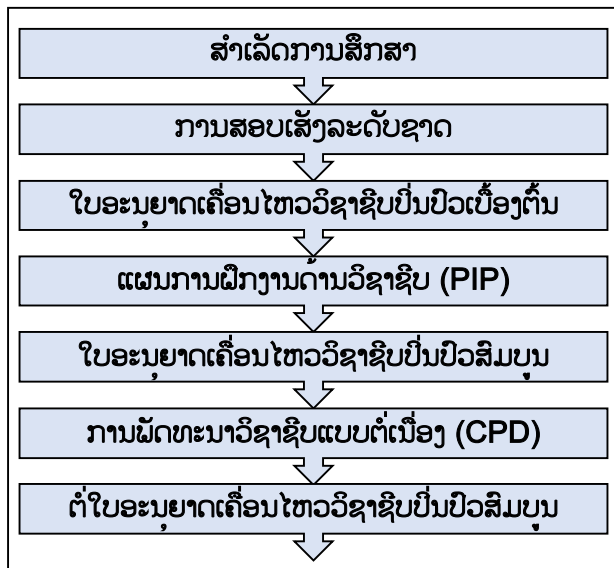 ສຳເລັດການສຶກສາ
ການສອບເສັງລະດັບຊາດ
ໃບອະນຸຍາດເຄື່ອນໄຫວວິຊາຊີບປິ່ນປົວເບື້ອງຕົ້ນ
ແຜນການຝຶກງານດ້ານວິຊາຊີບ (PIP)
ໃບອະນຸຍາດເຄື່ອນໄຫວວິຊາຊີບປິ່ນປົວສົມບູນ
ການພັດທະນາວິຊາຊີບແບບຕໍ່ເນື່ອງ (CPD)
ຕໍ່ໃບອະນຸຍາດເຄື່ອນໄຫວວິຊາຊີບປິ່ນປົວສົມບູນ